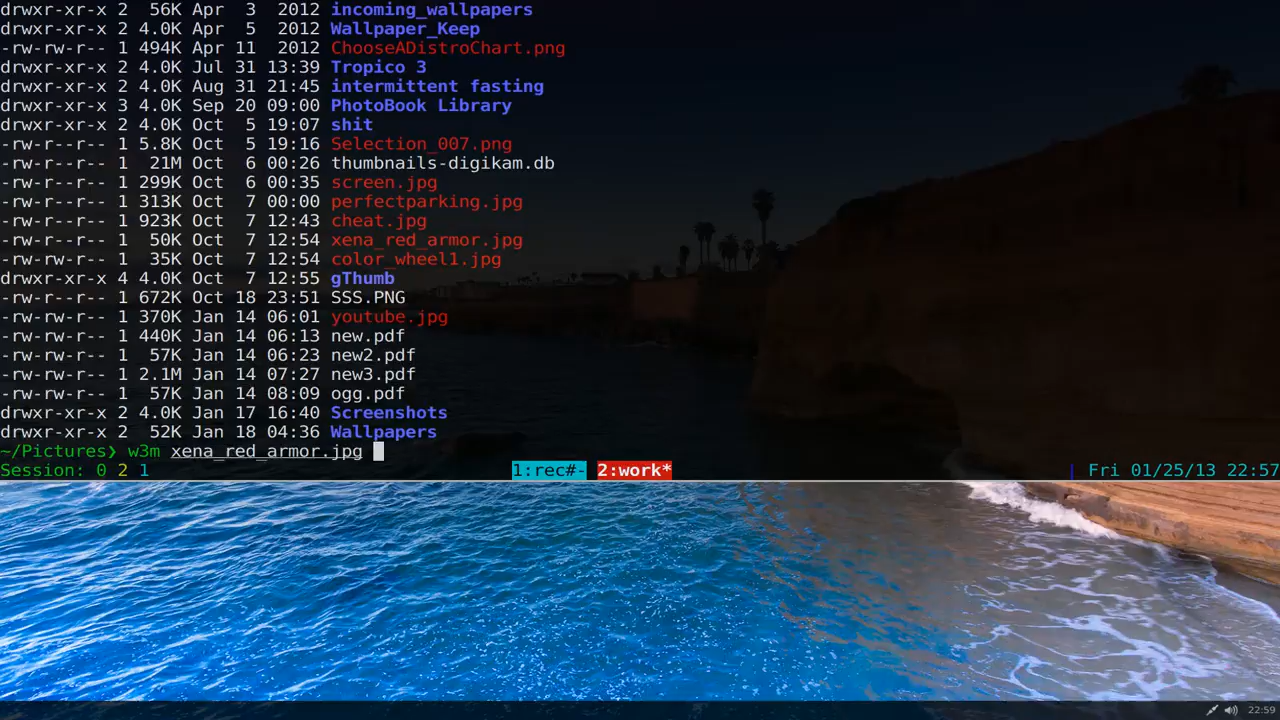 drwxr-xr-x 2  56K Apr  3  2012 incoming_wallpapers
drwxr-xr-x 2 4.0K Apr  5  2012 Wallpaper_Keep
-rw-rw-r-- 1 494K Apr 11  2012 ChooseADistroChart.png
drwxr-xr-x 2 4.0K Jul 31 13:39 Tropico 3
drwxr-xr-x 2 4.0K Aug 31 21:45 intermittent fasting
drwxr-xr-x 3 4.0K Sep 20 09:00 PhotoBook Library
drwxr-xr-x 2 4.0K Oct  5 19:07 shit
-rw-rw-r-- 1 5.8K Oct  5 19:16 Selection_007.png
-rw-r--r-- 1  21M Oct  6 00:26 thumbnails-digikam.db
-rw-rw-r-- 1 299K Oct  6 00:35 screen.jpg
-rw-rw-r-- 1 313K Oct  7 00:00 perfectparking.jpg
-rw-rw-r-- 1 923K Oct  7 12:43 cheat.jpg
-rw-rw-r-- 1  50K Oct  7 12:54 xena_red_armor.jpg
-rw-rw-r-- 1  35K Oct  7 12:54 color_wheel1.jpg
drwxr-xr-x 4 4.0K Oct  7 12:55 gThumb
-rw-rw-r-- 1 672K Oct 18 23:51 SSS.PNG
-rw-rw-r-- 1 370K Jan 14 06:01 youtube.jpg
-rw-rw-r-- 1 440K Jan 14 06:13 new.pdf
-rw-rw-r-- 1  57K Jan 14 06:23 new2.pdf
-rw-rw-r-- 1 2.1M Jan 14 07:27 new3.pdf
-rw-rw-r-- 1  57K Jan 14 08:09 ogg.pdf
drwxr-xr-x 2 4.0K Jan 17 16:40 Screenshots
drwxr-xr-x 2  52K Jan 18 04:36 Wallpapers
~/Pictures❯ w3m xena_red_armor.jpg
Session: 0 2 1 1:rec#- 2:work* | Fri 01/25/13 22:57
22:59